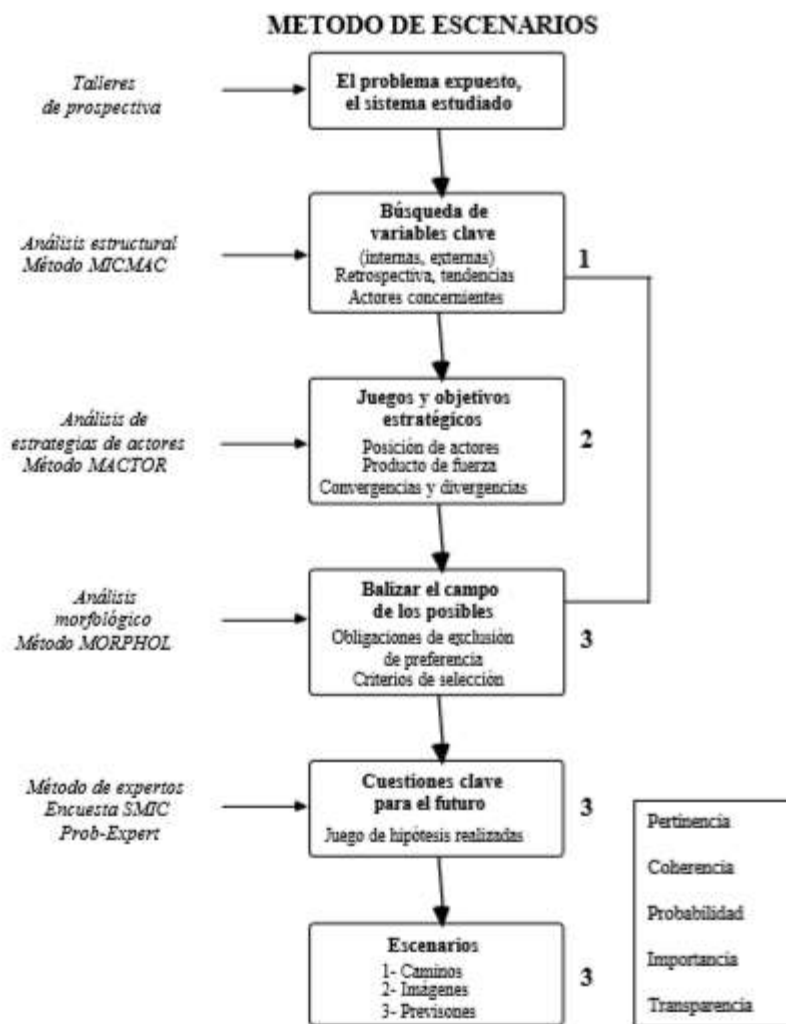 METODO DE ESCENARIOS
Talleres
de prospectiva
El problema expuesto,
el sistema estudiado
Análisis estructural
Método MICMAC
Búsqueda de
variables clave
(internas, externas)
Retrospectiva, tendencias
Actores concernientes
1
Análisis de
estrategias de actores
Método MACTOR
Juegos y objetivos
estratégicos
Posición de actores
Producto de fuerza
Convergencias y divergencias
2
Análisis
morfológico
Método MORPHOL
Balizar el campo
de los posibles
Obligaciones de exclusión
de preferencia
Criterios de selección
3
Método de expertos
Encuesta SMIC
Prob-Expert
Cuestiones clave
para el futuro
Juego de hipótesis realizadas
3
Escenarios
1- Caminos
2- Imágenes
3- Previsones
3
Pertinencia
Coherencia
Probabilidad
Importancia
Transparencia